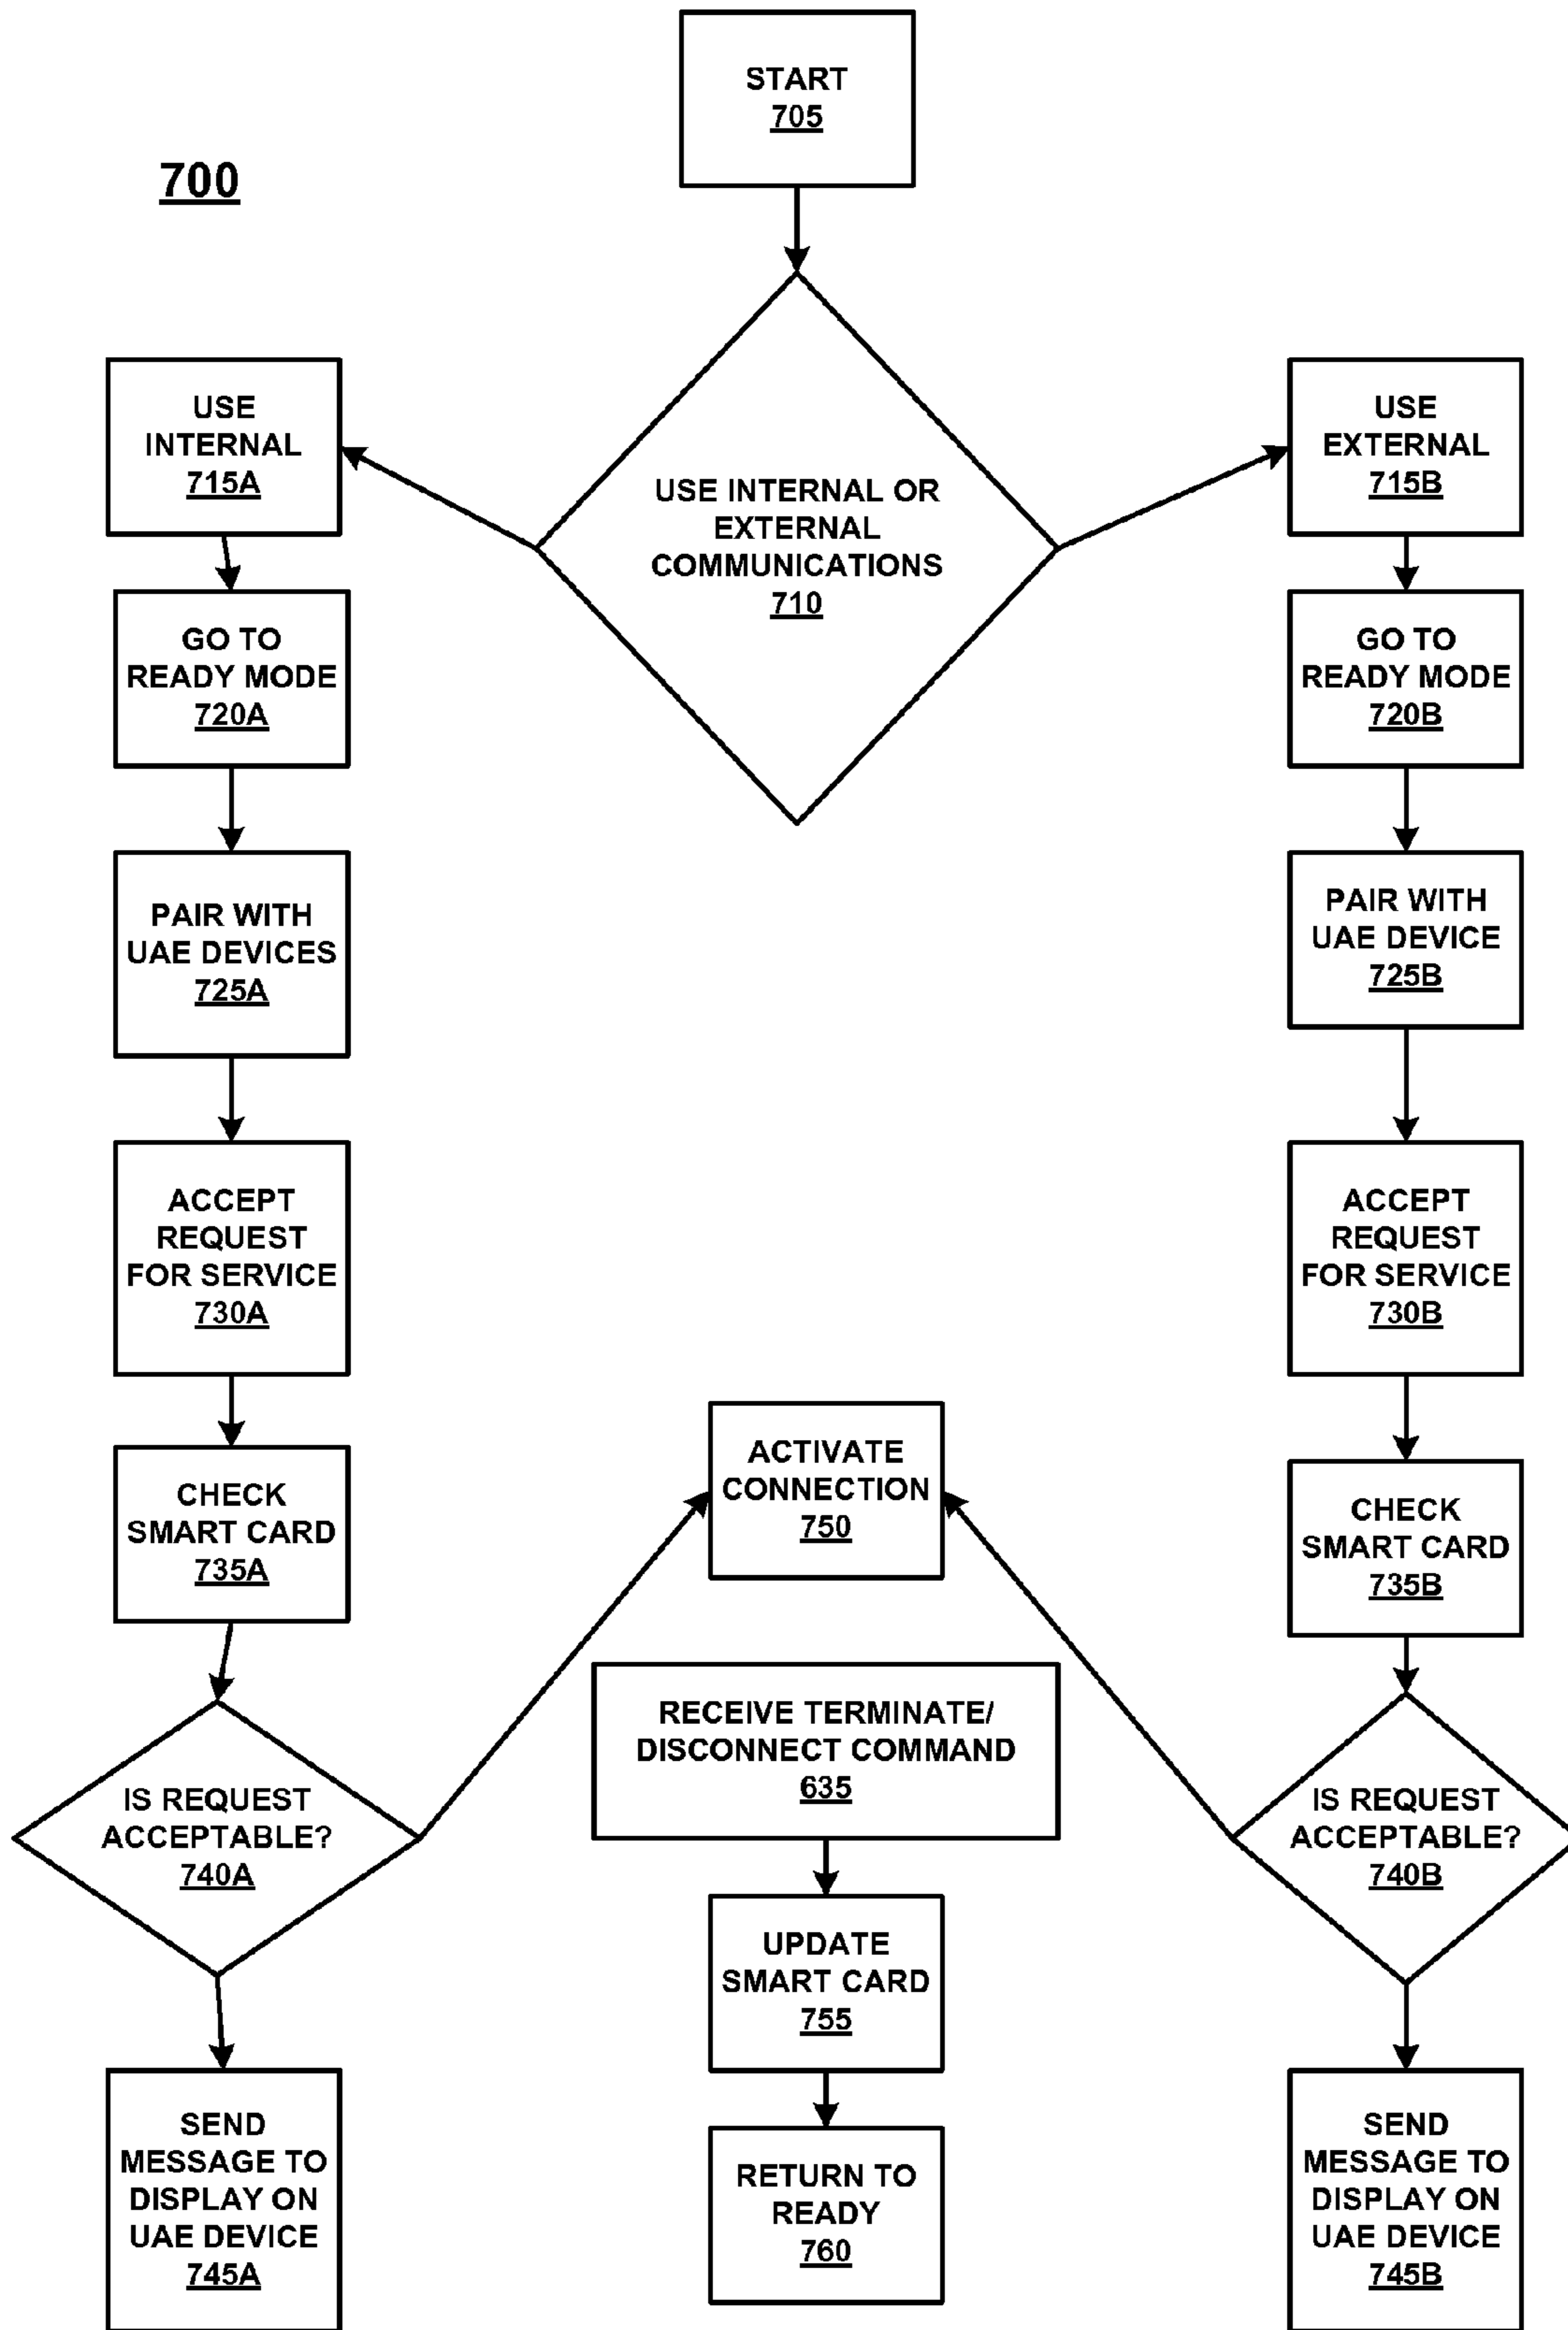 START
705
700
USE INTERNAL OR
EXTERNAL
COMMUNICATIONS
710
USE
INTERNAL
715A
GO TO
READY MODE
720A
PAIR WITH
UAE DEVICES
725A
ACCEPT
REQUEST
FOR SERVICE
730A
CHECK
SMART CARD
735A
IS REQUEST
ACCEPTABLE?
740A
SEND
MESSAGE TO
DISPLAY ON
UAE DEVICE
745A
USE
EXTERNAL
715B
GO TO
READY MODE
720B
PAIR WITH
UAE DEVICE
725B
ACCEPT
REQUEST
FOR SERVICE
730B
CHECK
SMART CARD
735B
IS REQUEST
ACCEPTABLE?
740B
SEND
MESSAGE TO
DISPLAY ON
UAE DEVICE
745B
ACTIVATE
CONNECTION
750
RECEIVE TERMINATE/
DISCONNECT COMMAND
635
UPDATE
SMART CARD
755
RETURN TO
READY
760